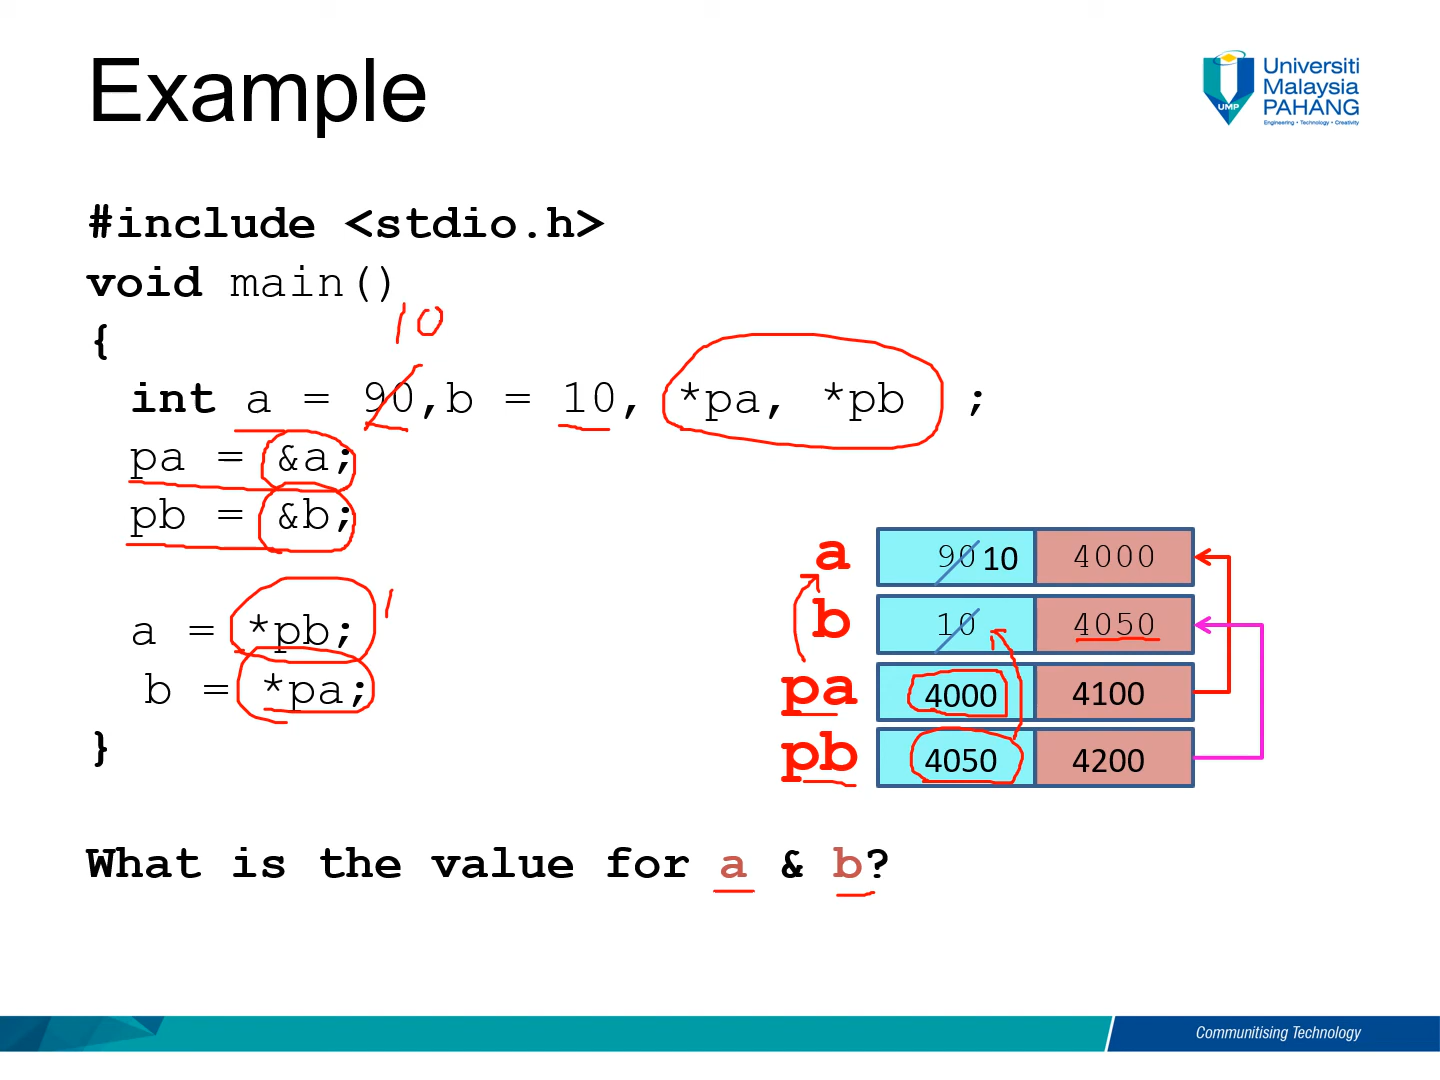 Example
Universiti
Malaysia
PAHANG
UMP
Engineering • Technology • Creativity
#include <stdio.h>
void main()
10
{
int a = 90,b = 10, *pa, *pb ;
pa = &a;
pb = &b;
a 90 10 4000
a = *pb; 1
b 10 4050
b = *pa;
pa 4000 4100
}
pb 4050 4200
What is the value for a & b?
Communitising Technology